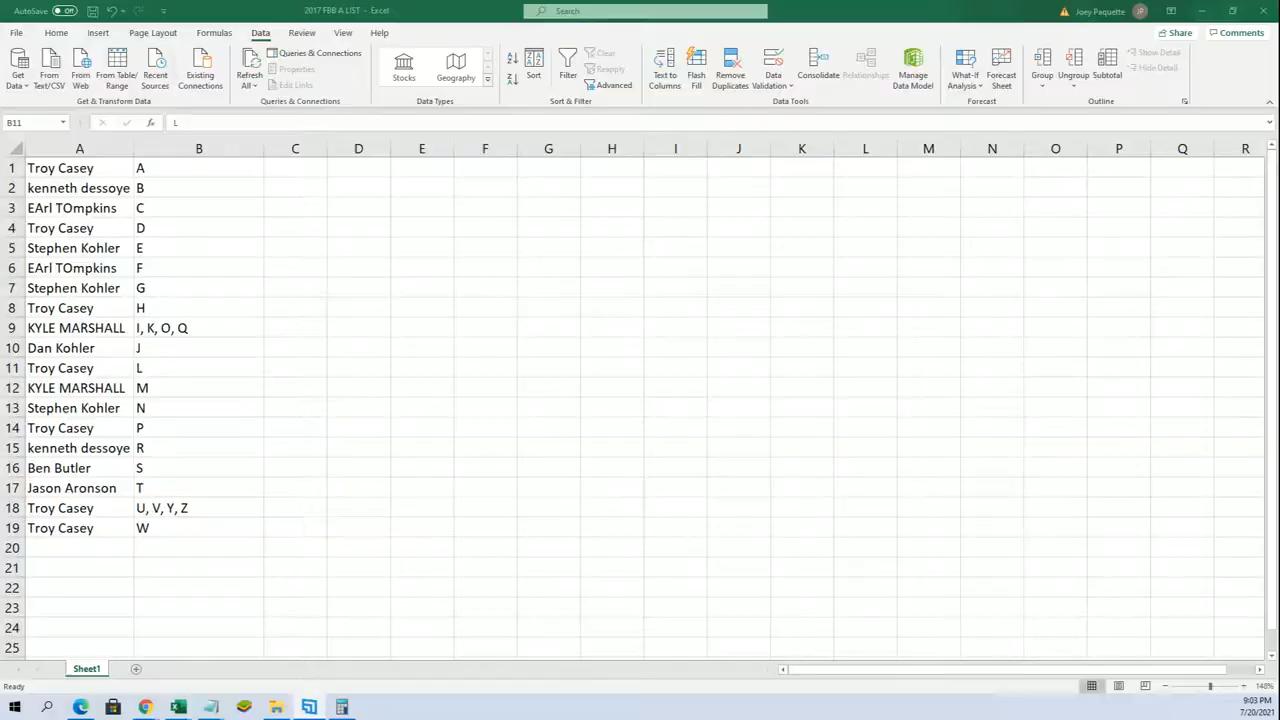 AutoSave Off 2017 FBB A LIST - Excel Search Joey Paquette JP
File Home Insert Page Layout Formulas Data Review View Help Share Comments
Get Data From Text/CSV From Web From Table/ Range Recent Sources Existing Connections
Get & Transform Data
Refresh All Queries & Connections Properties Edit Links
Queries & Connections
Stocks Geography
Data Types
Sort Filter Clear Reapply Advanced
Sort & Filter
Text to Columns Flash Fill Remove Duplicates Data Validation Consolidate Relationships Manage Data Model
Data Tools
What-If Analysis Forecast Sheet
Forecast
Group Ungroup Subtotal Show Detail Hide Detail
Outline
B11 fx L
A B C D E F G H I J K L M N O P Q R
1 Troy Casey A
2 kenneth dessoye B
3 EArl TOmpkins C
4 Troy Casey D
5 Stephen Kohler E
6 EArl TOmpkins F
7 Stephen Kohler G
8 Troy Casey H
9 KYLE MARSHALL I, K, O, Q
10 Dan Kohler J
11 Troy Casey L
12 KYLE MARSHALL M
13 Stephen Kohler N
14 Troy Casey P
15 kenneth dessoye R
16 Ben Butler S
17 Jason Aronson T
18 Troy Casey U, V, Y, Z
19 Troy Casey W
20
21
22
23
24
25
Sheet1
Ready 148%
9:03 PM
7/20/2021